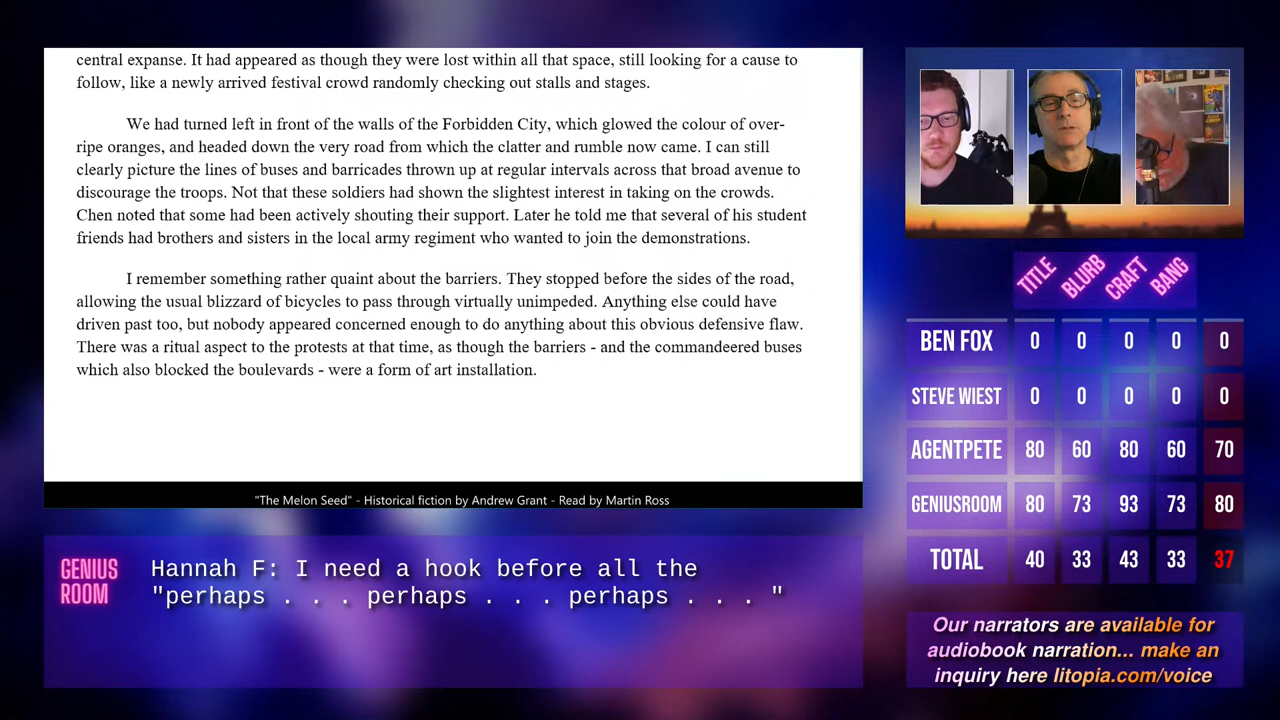 central expanse. It had appeared as though they were lost within all that space, still looking for a cause to
follow, like a newly arrived festival crowd randomly checking out stalls and stages.
We had turned left in front of the walls of the Forbidden City, which glowed the colour of over-
ripe oranges, and headed down the very road from which the clatter and rumble now came. I can still
clearly picture the lines of buses and barricades thrown up at regular intervals across that broad avenue to
discourage the troops. Not that these soldiers had shown the slightest interest in taking on the crowds.
Chen noted that some had been actively shouting their support. Later he told me that several of his student
friends had brothers and sisters in the local army regiment who wanted to join the demonstrations.
I remember something rather quaint about the barriers. They stopped before the sides of the road,
allowing the usual blizzard of bicycles to pass through virtually unimpeded. Anything else could have
driven past too, but nobody appeared concerned enough to do anything about this obvious defensive flaw.
There was a ritual aspect to the protests at that time, as though the barriers - and the commandeered buses
which also blocked the boulevards - were a form of art installation.
"The Melon Seed" - Historical fiction by Andrew Grant - Read by Martin Ross
GENIUS
ROOM
Hannah F: I need a hook before all the
"perhaps . . . perhaps . . . perhaps . . . "
TITLE BLURB CRAFT BANG
BEN FOX 0 0 0 0 0
STEVE WIEST 0 0 0 0 0
AGENTPETE 80 60 80 60 70
GENIUSROOM 80 73 93 73 80
TOTAL 40 33 43 33 37
Our narrators are available for
audiobook narration... make an
inquiry here litopia.com/voice